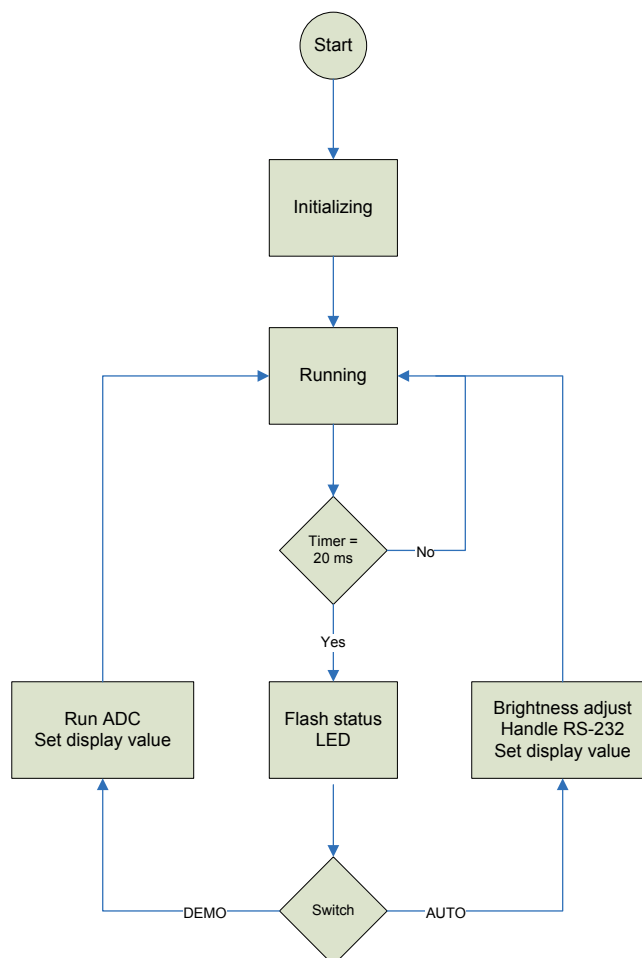 Start
Initializing
Running
Timer =
20 ms
No
Yes
Run ADC
Set display value
Flash status
LED
Brightness adjust
Handle RS-232
Set display value
DEMO
Switch
AUTO